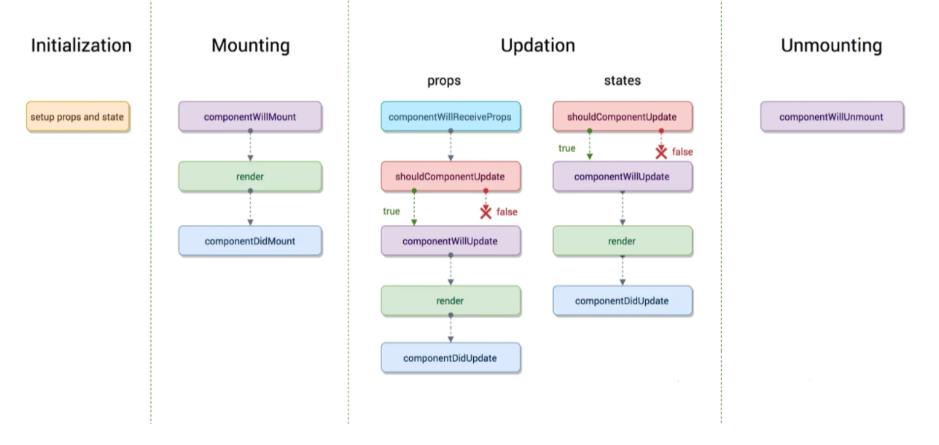 Initialization
Mounting
Updation
Unmounting
props
states
setup props and state
componentWillMount
render
componentDidMount
componentWillReceiveProps
shouldComponentUpdate
true
false
componentWillUpdate
render
componentDidUpdate
shouldComponentUpdate
true
false
componentWillUpdate
render
componentDidUpdate
componentWillUnmount